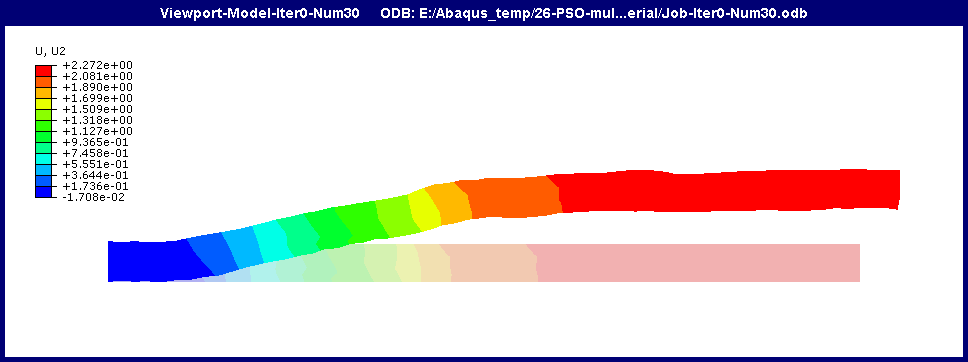 Viewport-Model-Iter0-Num30 ODB: E:/Abaqus_temp/26-PSO-mul...erial/Job-Iter0-Num30.odb
U, U2
+2.272e+00
+2.081e+00
+1.890e+00
+1.699e+00
+1.509e+00
+1.318e+00
+1.127e+00
+9.365e-01
+7.458e-01
+5.551e-01
+3.644e-01
+1.736e-01
-1.708e-02